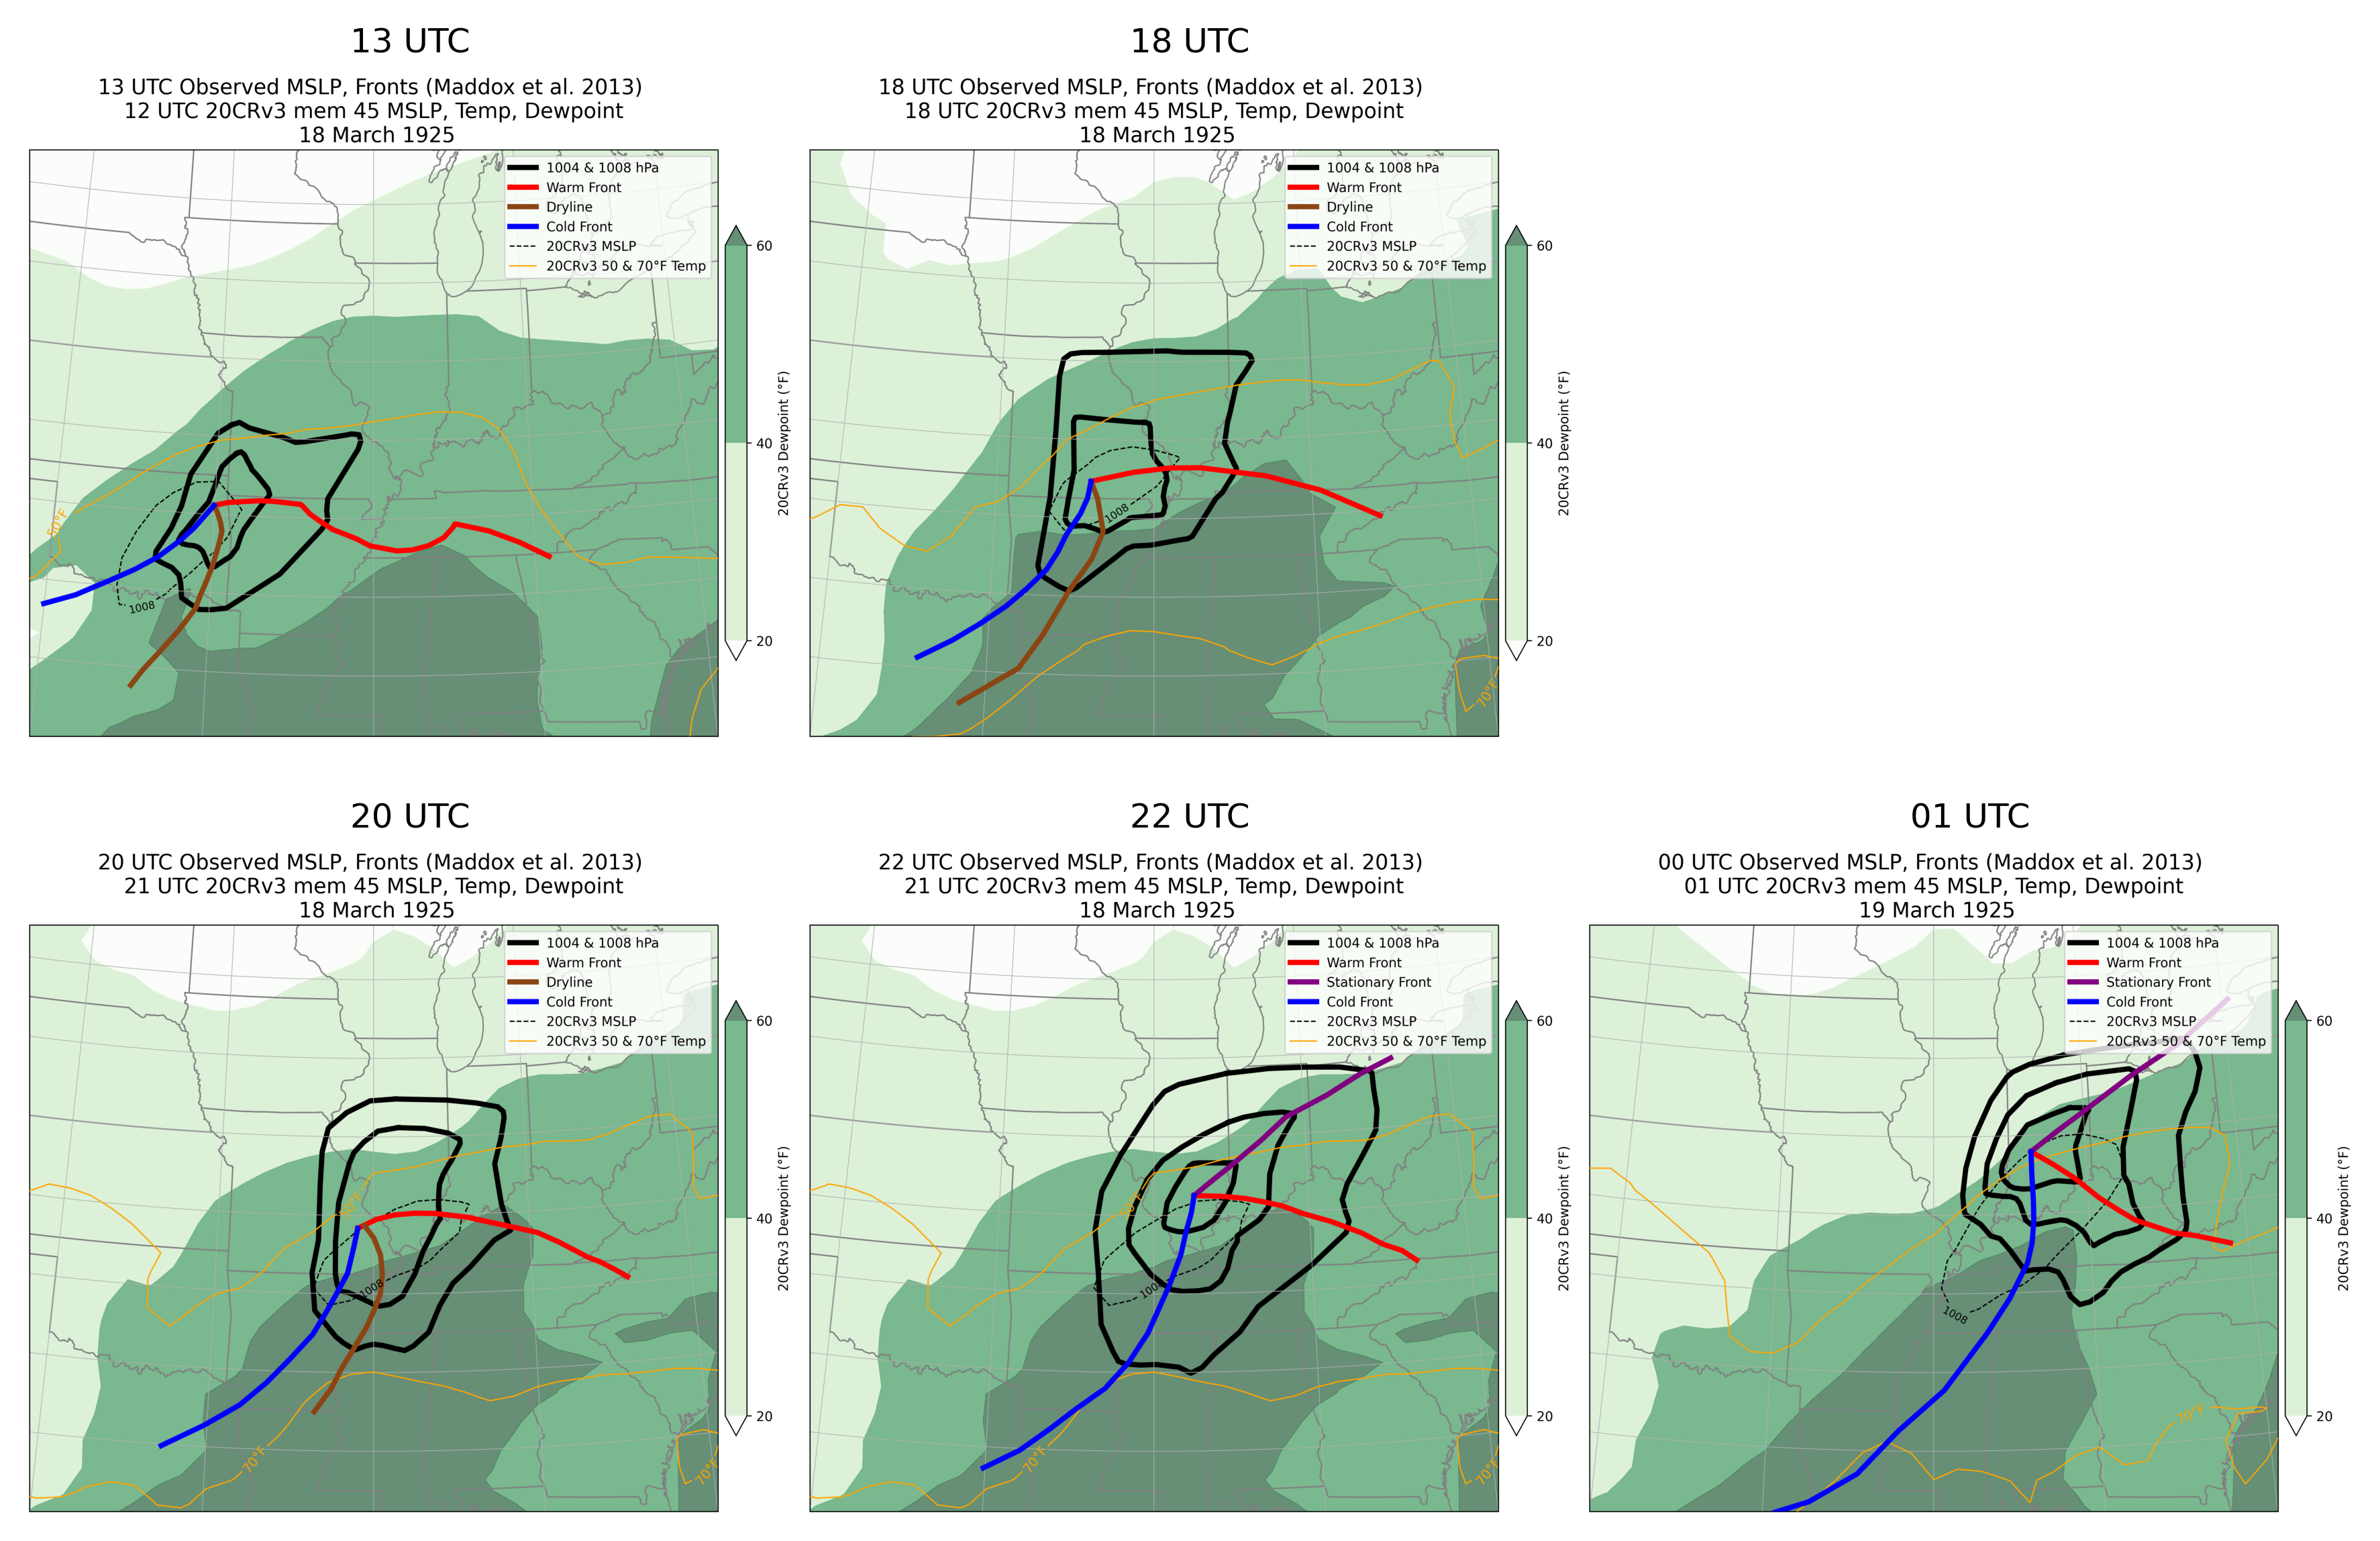 13 UTC
13 UTC Observed MSLP, Fronts (Maddox et al. 2013)
12 UTC 20CRv3 mem 45 MSLP, Temp, Dewpoint
18 March 1925
1004 & 1008 hPa
Warm Front
Dryline
Cold Front
20CRv3 MSLP
20CRv3 50 & 70°F Temp
50°F
1008
60
40
20
20CRv3 Dewpoint (°F)
18 UTC
18 UTC Observed MSLP, Fronts (Maddox et al. 2013)
18 UTC 20CRv3 mem 45 MSLP, Temp, Dewpoint
18 March 1925
1004 & 1008 hPa
Warm Front
Dryline
Cold Front
20CRv3 MSLP
20CRv3 50 & 70°F Temp
1008
70°F
60
40
20
20CRv3 Dewpoint (°F)
20 UTC
20 UTC Observed MSLP, Fronts (Maddox et al. 2013)
21 UTC 20CRv3 mem 45 MSLP, Temp, Dewpoint
18 March 1925
1004 & 1008 hPa
Warm Front
Dryline
Cold Front
20CRv3 MSLP
20CRv3 50 & 70°F Temp
50°F
1008
70°F
70°F
60
40
20
20CRv3 Dewpoint (°F)
22 UTC
22 UTC Observed MSLP, Fronts (Maddox et al. 2013)
21 UTC 20CRv3 mem 45 MSLP, Temp, Dewpoint
18 March 1925
1004 & 1008 hPa
Warm Front
Stationary Front
Cold Front
20CRv3 MSLP
20CRv3 50 & 70°F Temp
50°F
1008
70°F
70°F
60
40
20
20CRv3 Dewpoint (°F)
01 UTC
00 UTC Observed MSLP, Fronts (Maddox et al. 2013)
01 UTC 20CRv3 mem 45 MSLP, Temp, Dewpoint
19 March 1925
1004 & 1008 hPa
Warm Front
Stationary Front
Cold Front
20CRv3 MSLP
20CRv3 50 & 70°F Temp
1008
70°F
60
40
20
20CRv3 Dewpoint (°F)